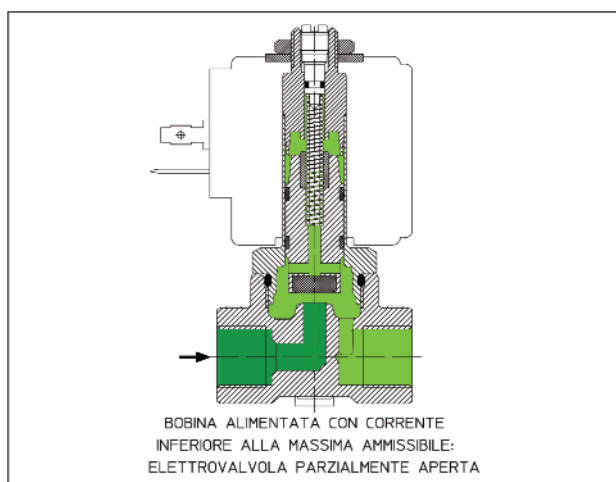 BOBINA ALIMENTATA CON CORRENTE
INFERIORE ALLA MASSIMA AMMISSIBILE:
ELETTROVALVOLA PARZIALMENTE APERTA